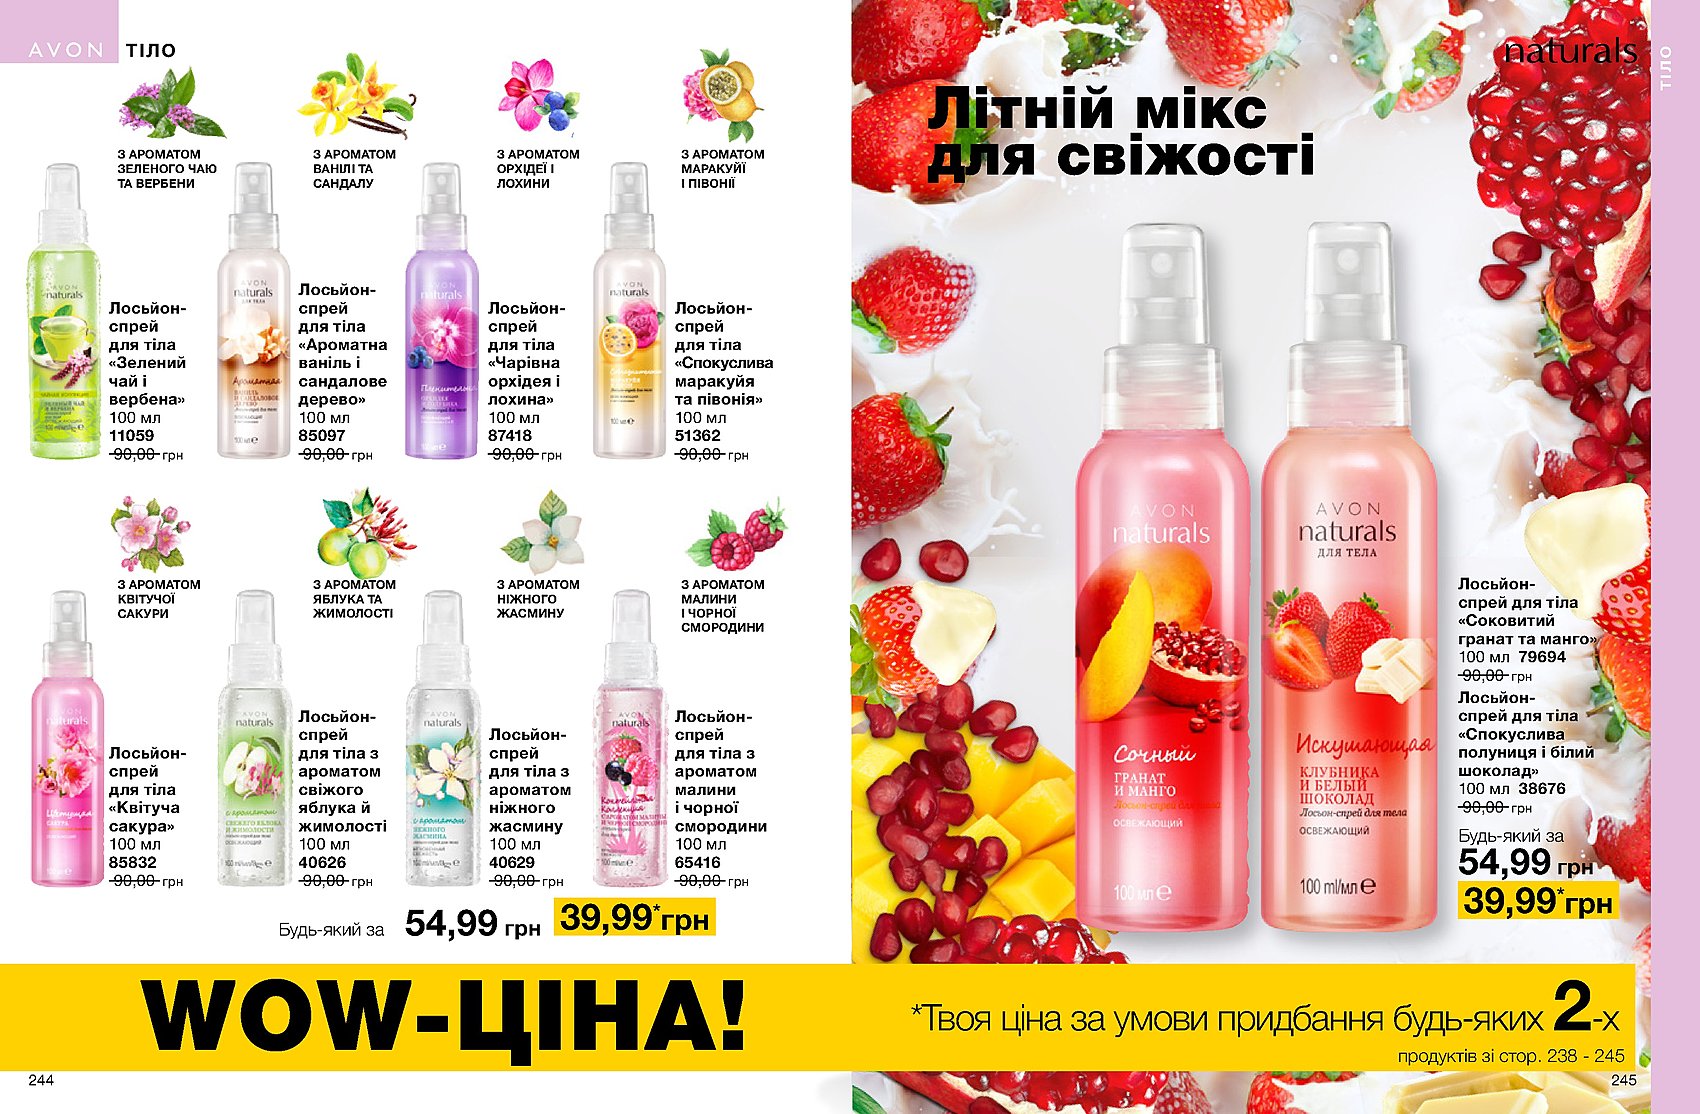 AVON ТІЛО
З АРОМАТОМ
ЗЕЛЕНОГО ЧАЮ
ТА ВЕРБЕНИ
З АРОМАТОМ
ВАНІЛІ ТА
САНДАЛУ
З АРОМАТОМ
ОРХІДЕЇ І
ЛОХИНИ
З АРОМАТОМ
МАРАКУЙЇ
І ПІВОНІЇ
Лосьйон-
спрей
для тіла
«Зелений
чай і
вербена»
100 мл
11059
90,00 грн
Лосьйон-
спрей
для тіла
«Ароматна
ваніль і
сандалове
дерево»
100 мл
85097
90,00 грн
Лосьйон-
спрей
для тіла
«Чарівна
орхідея і
лохина»
100 мл
87418
90,00 грн
Лосьйон-
спрей
для тіла
«Спокуслива
маракуйя
та півонія»
100 мл
51362
90,00 грн
З АРОМАТОМ
КВІТУЧОЇ
САКУРИ
З АРОМАТОМ
ЯБЛУКА ТА
ЖИМОЛОСТІ
З АРОМАТОМ
НІЖНОГО
ЖАСМИНУ
З АРОМАТОМ
МАЛИНИ
І ЧОРНОЇ
СМОРОДИНИ
Лосьйон-
спрей
для тіла
«Квітуча
сакура»
100 мл
85832
90,00 грн
Лосьйон-
спрей
для тіла з
ароматом
свіжого
яблука й
жимолості
100 мл
40626
90,00 грн
Лосьйон-
спрей
для тіла з
ароматом
ніжного
жасмину
100 мл
40629
90,00 грн
Лосьйон-
спрей
для тіла з
ароматом
малини
і чорної
смородини
100 мл
65416
90,00 грн
Будь-який за 54,99 грн 39,99*грн
WOW-ЦІНА!
244
naturals
ТІЛО
Літній мікс
для свіжості
AVON
naturals
Сочный
ГРАНАТ
И МАНГО
Лосьон-спрей для тела
ОСВЕЖАЮЩИЙ
100 мл e
AVON
naturals
ДЛЯ ТЕЛА
Искушающая
КЛУБНИКА
И БЕЛЫЙ
ШОКОЛАД
Лосьон-спрей для тела
ОСВЕЖАЮЩИЙ
100 ml/мл e
Лосьйон-
спрей для тіла
«Соковитий
гранат та манго»
100 мл 79694
90,00 грн
Лосьйон-
спрей для тіла
«Спокуслива
полуниця і білий
шоколад»
100 мл 38676
90,00 грн
Будь-який за
54,99 грн
39,99*грн
*Твоя ціна за умови придбання будь-яких 2-х
продуктів зі стор. 238 - 245
245